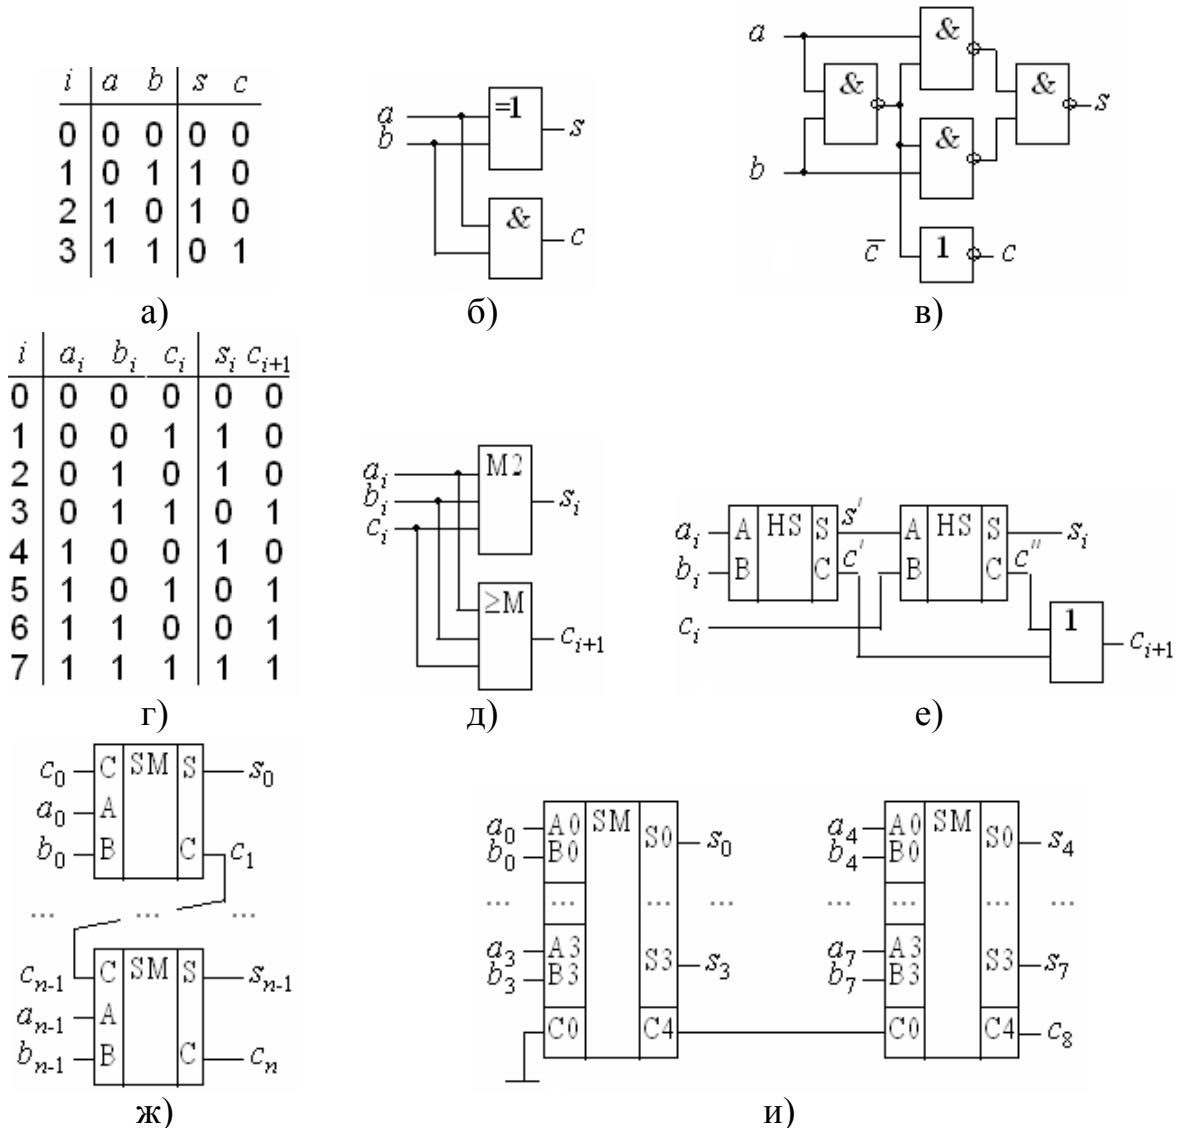 i a b s c
0 0 0 0 0
1 0 1 1 0
2 1 0 1 0
3 1 1 0 1
а)
a
b
=1
s
&
c
б)
a
b
&
&
&
&
s
c̅
1
c
в)
i aᵢ bᵢ cᵢ sᵢ cᵢ₊₁
0 0 0 0 0 0
1 0 0 1 1 0
2 0 1 0 1 0
3 0 1 1 0 1
4 1 0 0 1 0
5 1 0 1 0 1
6 1 1 0 0 1
7 1 1 1 1 1
г)
aᵢ
bᵢ
cᵢ
M2
sᵢ
≥M
cᵢ₊₁
д)
aᵢ A HS S s' A HS S sᵢ
bᵢ B C c' B C c''
cᵢ
1
cᵢ₊₁
е)
c₀ C SM S s₀
a₀ A
b₀ B C c₁
... ... ...
cₙ₋₁ C SM S sₙ₋₁
aₙ₋₁ A
bₙ₋₁ B C cₙ
ж)
a₀ A0 SM S0 s₀
b₀ B0
... ... ... ...
a₃ A3 S3 s₃
b₃ B3
C0 C4
a₄ A0 SM S0 s₄
b₄ B0
... ... ... ...
a₇ A3 S3 s₇
b₇ B3
C0 C4 c₈
и)